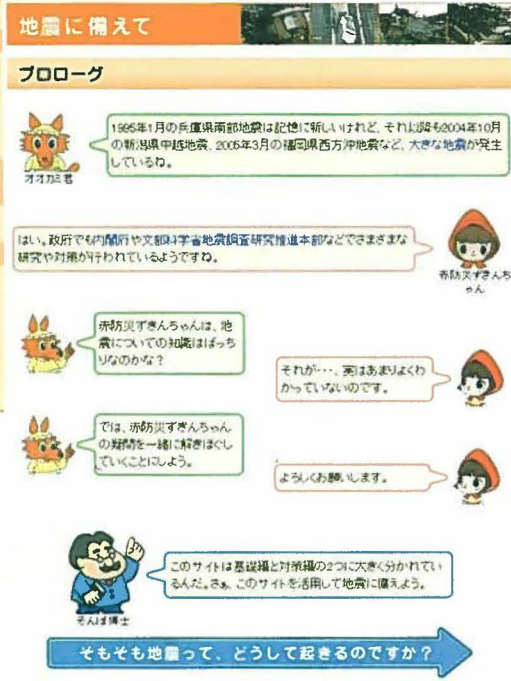 地震に備えて
プロローグ
1995年1月の兵庫県南部地震は記憶に新しいけれど、それ以降も2004年10月
の新潟県中越地震、2005年3月の福岡県西方沖地震など、大きな地震が発生
しているね。
オオカミ君
はい。政府でも内閣府や文部科学省地震調査研究推進本部などでさまざまな
研究や対策が行われているようですね。
赤防災ずきんち
ゃん
赤防災ずきんちゃんは、地
震についての知識はばっち
りなのかな？
それが・・・、実はあまりよくわ
かっていないのです。
では、赤防災ずきんちゃん
の疑問を一緒に解きほぐし
ていくことにしよう。
よろしくお願いします。
このサイトは基礎編と対策編の2つに大きく分かれてい
るんだ。さぁ、このサイトを活用して地震に備えよう。
そんぽ博士
そもそも地震って、どうして起きるのですか？